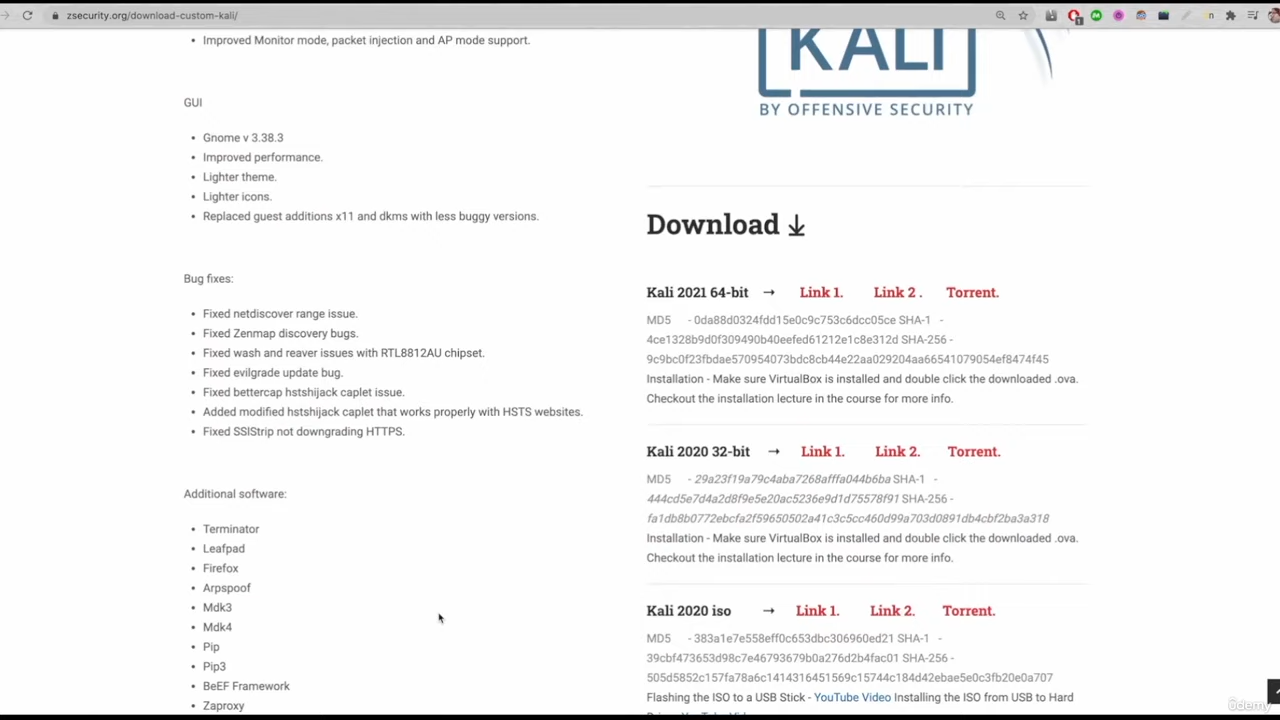 zsecurity.org/download-custom-kali/
• Improved Monitor mode, packet injection and AP mode support.
GUI
• Gnome v 3.38.3
• Improved performance.
• Lighter theme.
• Lighter icons.
• Replaced guest additions x11 and dkms with less buggy versions.
Bug fixes:
• Fixed netdiscover range issue.
• Fixed Zenmap discovery bugs.
• Fixed wash and reaver issues with RTL8812AU chipset.
• Fixed evilgrade update bug.
• Fixed bettercap hstshijack caplet issue.
• Added modified hstshijack caplet that works properly with HSTS websites.
• Fixed SSlStrip not downgrading HTTPS.
Additional software:
• Terminator
• Leafpad
• Firefox
• Arpspoof
• Mdk3
• Mdk4
• Pip
• Pip3
• BeEF Framework
• Zaproxy
KALI
BY OFFENSIVE SECURITY
Download
Kali 2021 64-bit → Link 1. Link 2 . Torrent.
MD5 - 0da88d0324fdd15e0c9c753c6dcc05ce SHA-1 -
4ce1328b9d0f309490b40eefed61212e1c8e312d SHA-256 -
9c9bc0f23fbdae570954073bdc8cb44e22aa029204aa66541079054ef8474f45
Installation - Make sure VirtualBox is installed and double click the downloaded .ova.
Checkout the installation lecture in the course for more info.
Kali 2020 32-bit → Link 1. Link 2. Torrent.
MD5 - 29a23f19a79c4aba7268afffa044b6ba SHA-1 -
444cd5e7d4a2d8f9e5e20ac5236e9d1d75578f91 SHA-256 -
fa1db8b0772ebcfa2f59650502a41c3c5cc460d99a703d0891db4cbf2ba3a318
Installation - Make sure VirtualBox is installed and double click the downloaded .ova.
Checkout the installation lecture in the course for more info.
Kali 2020 iso → Link 1. Link 2. Torrent.
MD5 - 383a1e7e558eff0c653dbc306960ed21 SHA-1 -
39cbf473653d98c7e46793679b0a276d2b4fac01 SHA-256 -
505d5852c157fa78a6c1414316451569c15744c184d42ebae5e0c3fb20e0a707
Flashing the ISO to a USB Stick - YouTube Video Installing the ISO from USB to Hard
ûdemy